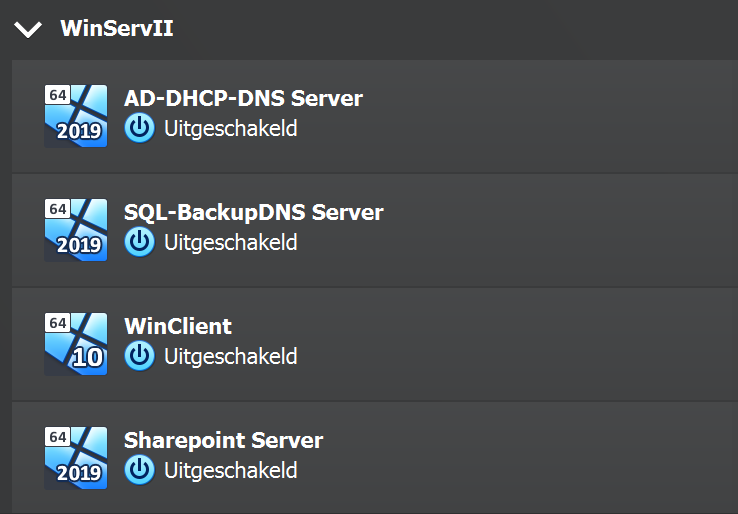 WinServII
64
2019
AD-DHCP-DNS Server
Uitgeschakeld
64
2019
SQL-BackupDNS Server
Uitgeschakeld
64
10
WinClient
Uitgeschakeld
64
2019
Sharepoint Server
Uitgeschakeld